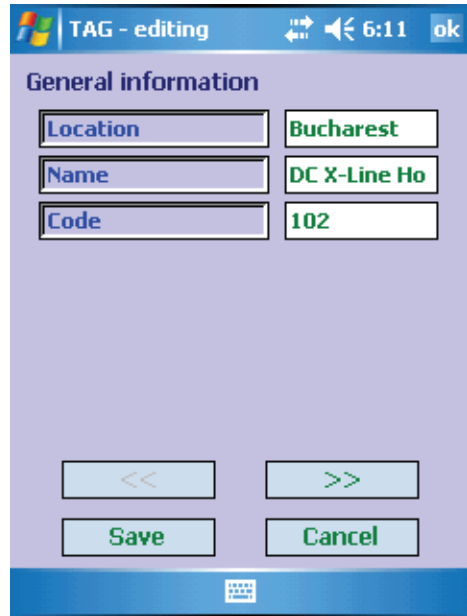 TAG - editing 6:11 ok
General information
Location Bucharest
Name DC X-Line Ho
Code 102
<< >>
Save Cancel